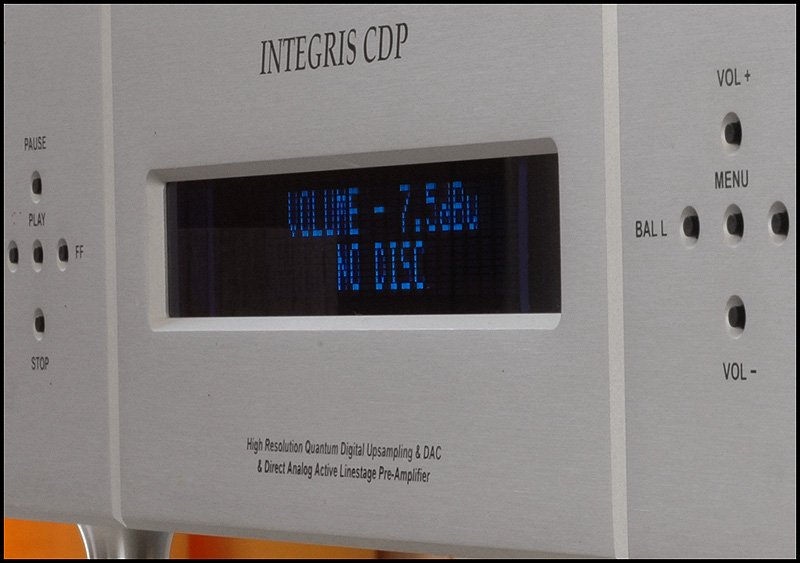 INTEGRIS CDP
PAUSE
PLAY
FF
STOP
VOLUME -7.5dBu
NO DISC
VOL +
MENU
BAL L
VOL -
High Resolution Quantum Digital Upsampling & DAC
& Direct Analog Active Linestage Pre-Amplifier